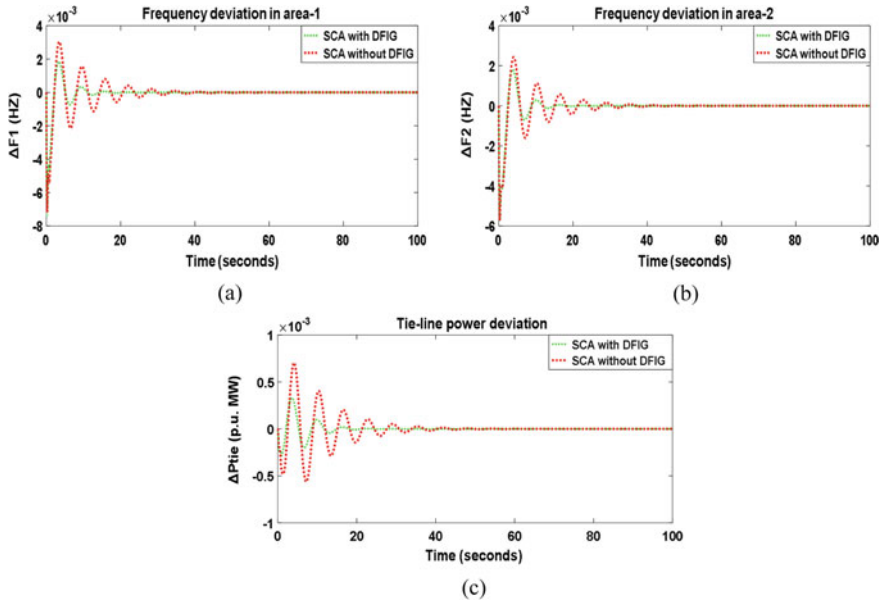 Frequency deviation in area-1
×10-3
4
2
0
-2
-4
-6
-8
ΔF1 (HZ)
SCA with DFIG
SCA without DFIG
0 20 40 60 80 100
Time (seconds)
(a)
Frequency deviation in area-2
×10-3
4
2
0
-2
-4
-6
ΔF2 (HZ)
SCA with DFIG
SCA without DFIG
0 20 40 60 80 100
Time (seconds)
(b)
Tie-line power deviation
×10-3
1
0.5
0
-0.5
-1
ΔPtie (p.u. MW)
SCA with DFIG
SCA without DFIG
0 20 40 60 80 100
Time (seconds)
(c)